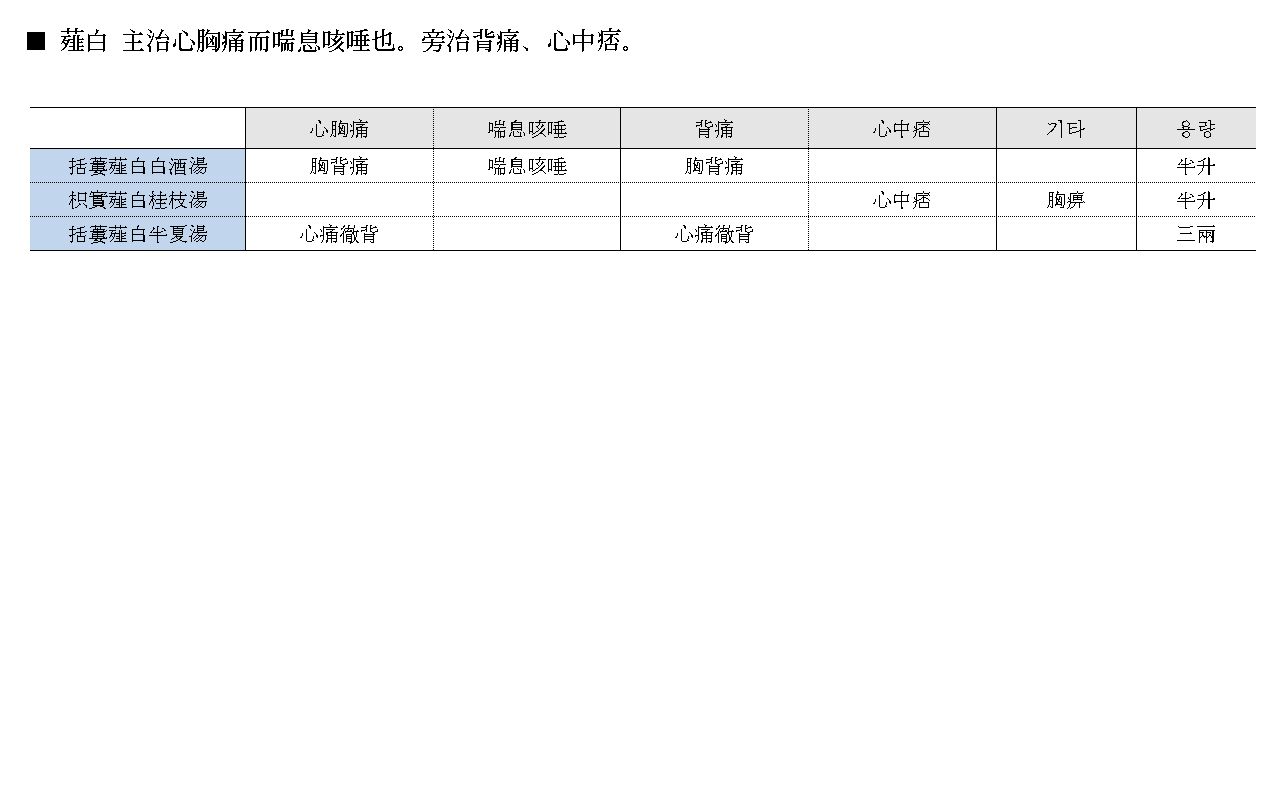 ■ 薤白 主治心胸痛而喘息咳唾也。旁治背痛、心中痞。
心胸痛 喘息咳唾 背痛 心中痞 기타 용량
括蔞薤白白酒湯 胸背痛 喘息咳唾 胸背痛 半升
枳實薤白桂枝湯 心中痞 胸痹 半升
括蔞薤白半夏湯 心痛徹背 心痛徹背 三兩